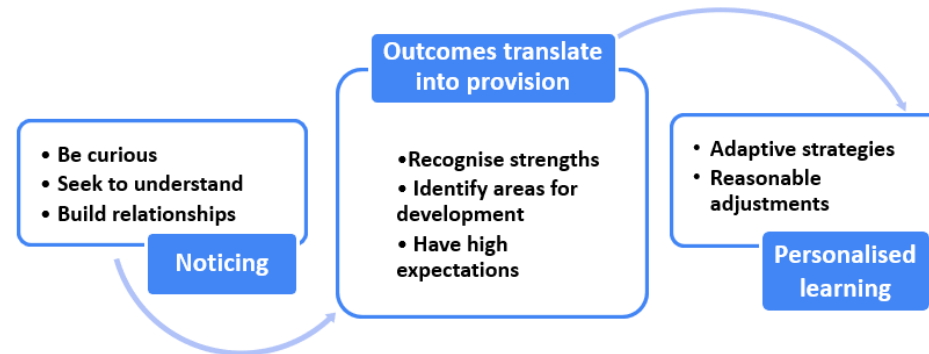 • Be curious
• Seek to understand
• Build relationships
Noticing
Outcomes translate
into provision
•Recognise strengths
• Identify areas for
development
• Have high
expectations
• Adaptive strategies
• Reasonable
adjustments
Personalised
learning